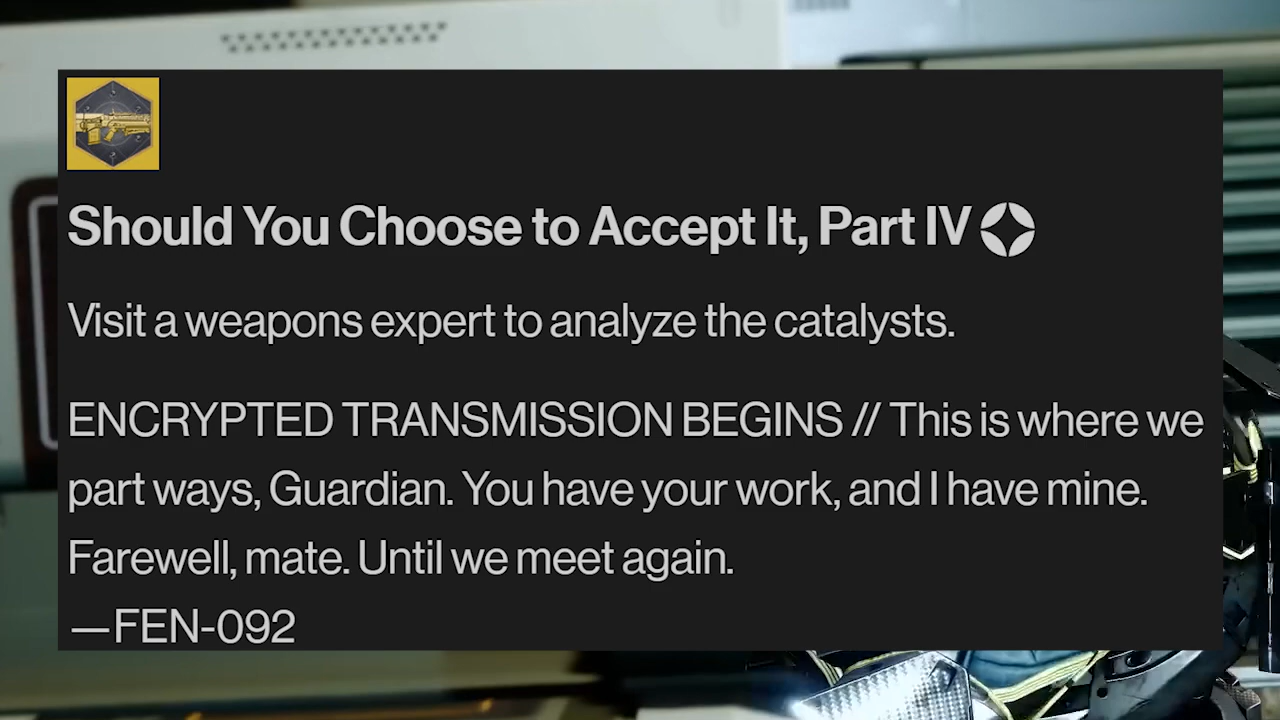 Should You Choose to Accept It, Part IV
Visit a weapons expert to analyze the catalysts.
ENCRYPTED TRANSMISSION BEGINS // This is where we
part ways, Guardian. You have your work, and I have mine.
Farewell, mate. Until we meet again.
—FEN-092